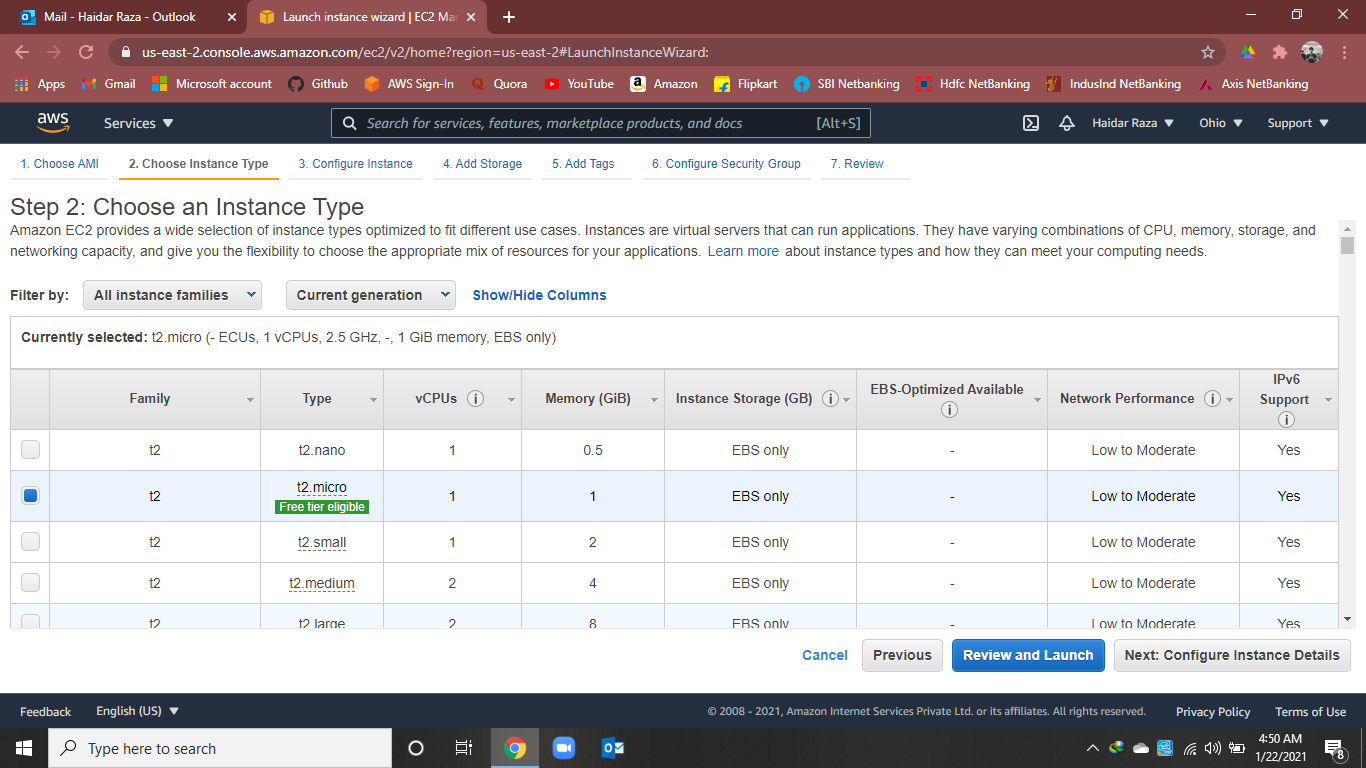 Mail - Haidar Raza - Outlook
Launch instance wizard | EC2 Ma
us-east-2.console.aws.amazon.com/ec2/v2/home?region=us-east-2#LaunchInstanceWizard:
Apps Gmail Microsoft account Github AWS Sign-In Quora YouTube Amazon Flipkart SBI Netbanking Hdfc NetBanking IndusInd NetBanking Axis NetBanking
aws Services Search for services, features, marketplace products, and docs [Alt+S] Haidar Raza Ohio Support
1. Choose AMI 2. Choose Instance Type 3. Configure Instance 4. Add Storage 5. Add Tags 6. Configure Security Group 7. Review
Step 2: Choose an Instance Type
Amazon EC2 provides a wide selection of instance types optimized to fit different use cases. Instances are virtual servers that can run applications. They have varying combinations of CPU, memory, storage, and
networking capacity, and give you the flexibility to choose the appropriate mix of resources for your applications. Learn more about instance types and how they can meet your computing needs.
Filter by: All instance families Current generation Show/Hide Columns
Currently selected: t2.micro (- ECUs, 1 vCPUs, 2.5 GHz, -, 1 GiB memory, EBS only)
Family Type vCPUs Memory (GiB) Instance Storage (GB) EBS-Optimized Available Network Performance IPv6 Support
t2 t2.nano 1 0.5 EBS only - Low to Moderate Yes
t2 t2.micro 1 1 EBS only - Low to Moderate Yes
Free tier eligible
t2 t2.small 1 2 EBS only - Low to Moderate Yes
t2 t2.medium 2 4 EBS only - Low to Moderate Yes
t2 t2.large 2 8 EBS only - Low to Moderate Yes
Cancel Previous Review and Launch Next: Configure Instance Details
Feedback English (US) © 2008 - 2021, Amazon Internet Services Private Ltd. or its affiliates. All rights reserved. Privacy Policy Terms of Use
Type here to search
4:50 AM
1/22/2021
8